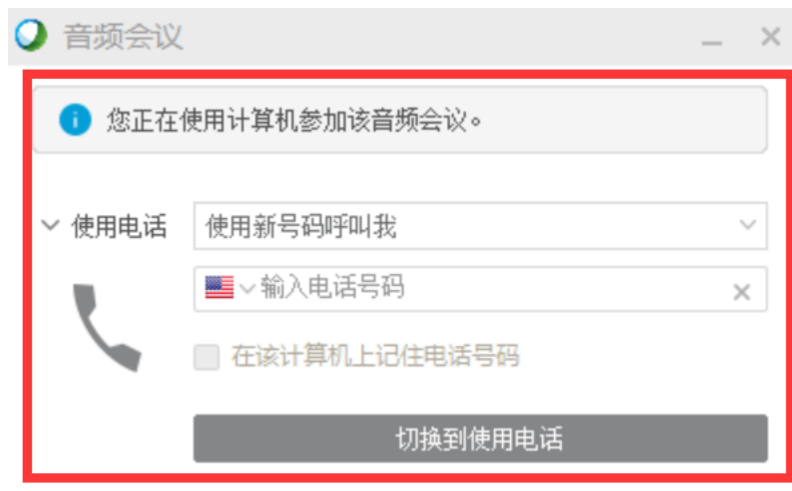 音频会议
您正在使用计算机参加该音频会议。
使用电话 使用新号码呼叫我
输入电话号码
在该计算机上记住电话号码
切换到使用电话